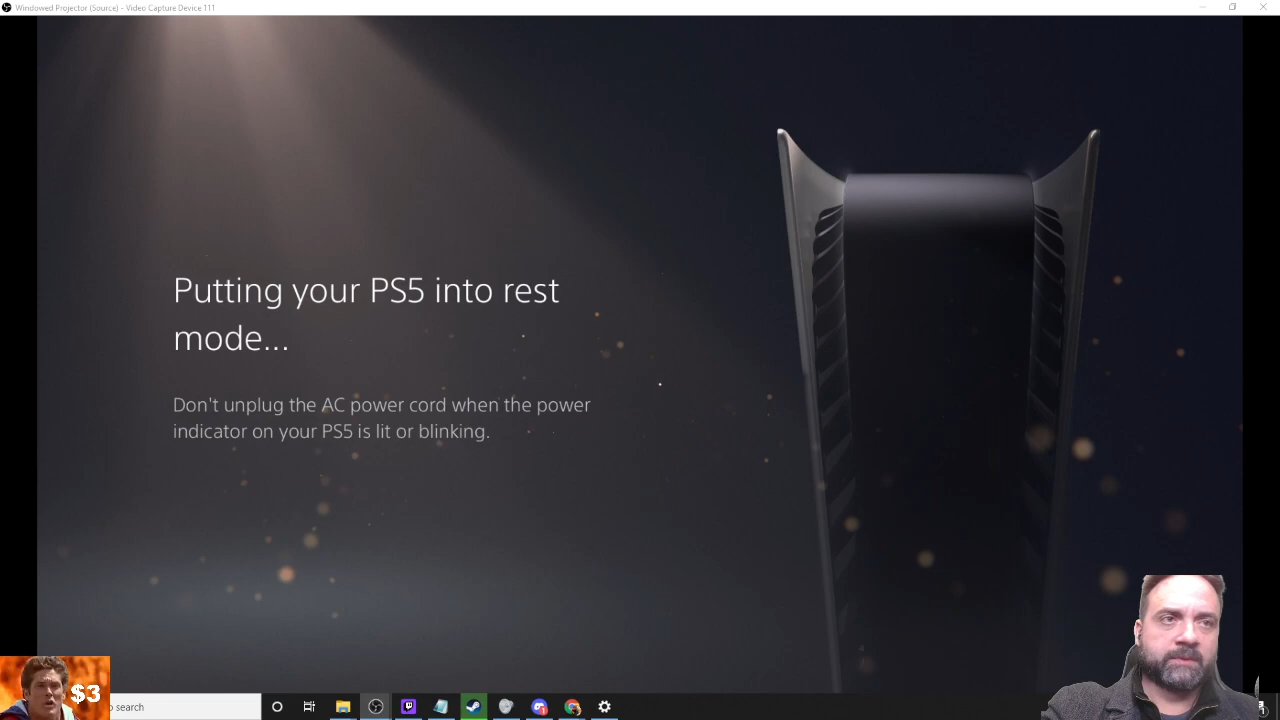 Windowed Projector (Source) - Video Capture Device 111
Putting your PS5 into rest
mode...
Don't unplug the AC power cord when the power
indicator on your PS5 is lit or blinking.
$3
o search